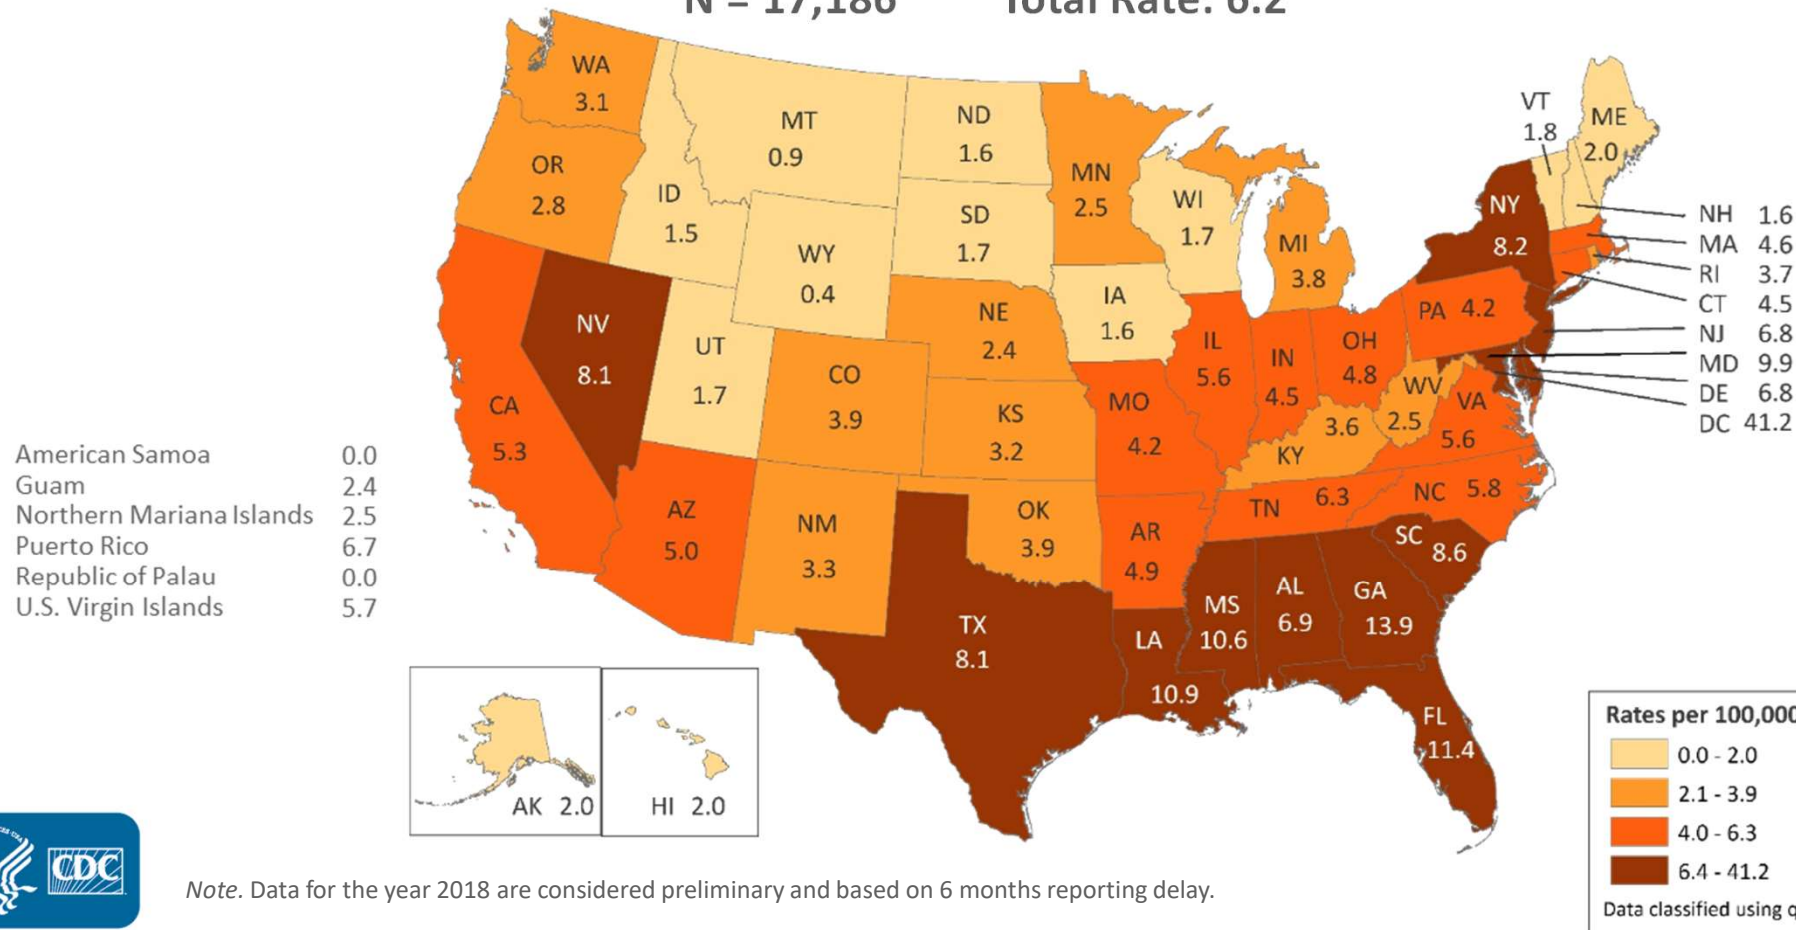 N = 17,186 Total Rate: 6.2
WA
3.1
OR
2.8
CA
5.3
NV
8.1
ID
1.5
MT
0.9
WY
0.4
UT
1.7
AZ
5.0
CO
3.9
NM
3.3
ND
1.6
SD
1.7
NE
2.4
KS
3.2
OK
3.9
TX
8.1
MN
2.5
IA
1.6
MO
4.2
AR
4.9
LA
10.9
WI
1.7
IL
5.6
MI
3.8
IN
4.5
OH
4.8
KY
3.6
TN 6.3
MS
10.6
AL
6.9
GA
13.9
FL
11.4
SC
8.6
NC 5.8
VA
5.6
WV
2.5
PA 4.2
NY
8.2
VT
1.8
ME
2.0
NH 1.6
MA 4.6
RI 3.7
CT 4.5
NJ 6.8
MD 9.9
DE 6.8
DC 41.2
American Samoa 0.0
Guam 2.4
Northern Mariana Islands 2.5
Puerto Rico 6.7
Republic of Palau 0.0
U.S. Virgin Islands 5.7
AK 2.0
HI 2.0
Rates per 100,000
0.0 - 2.0
2.1 - 3.9
4.0 - 6.3
6.4 - 41.2
Data classified using q
CDC
Note. Data for the year 2018 are considered preliminary and based on 6 months reporting delay.